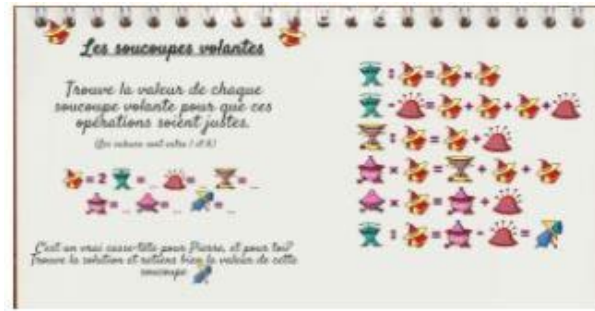 Les soucoupes volantes
Trouve la valeur de chaque
soucoupe volante pour que ces
opérations soient justes.
= 2 = _ = _ = _
= _ = _ = _
: = x
- = + + +
: = +
x = + +
x = +
: = - =
C'est un vrai casse-tête pour Pierre, et pour toi?
Trouve la solution et retiens bien la valeur de cette
soucoupe